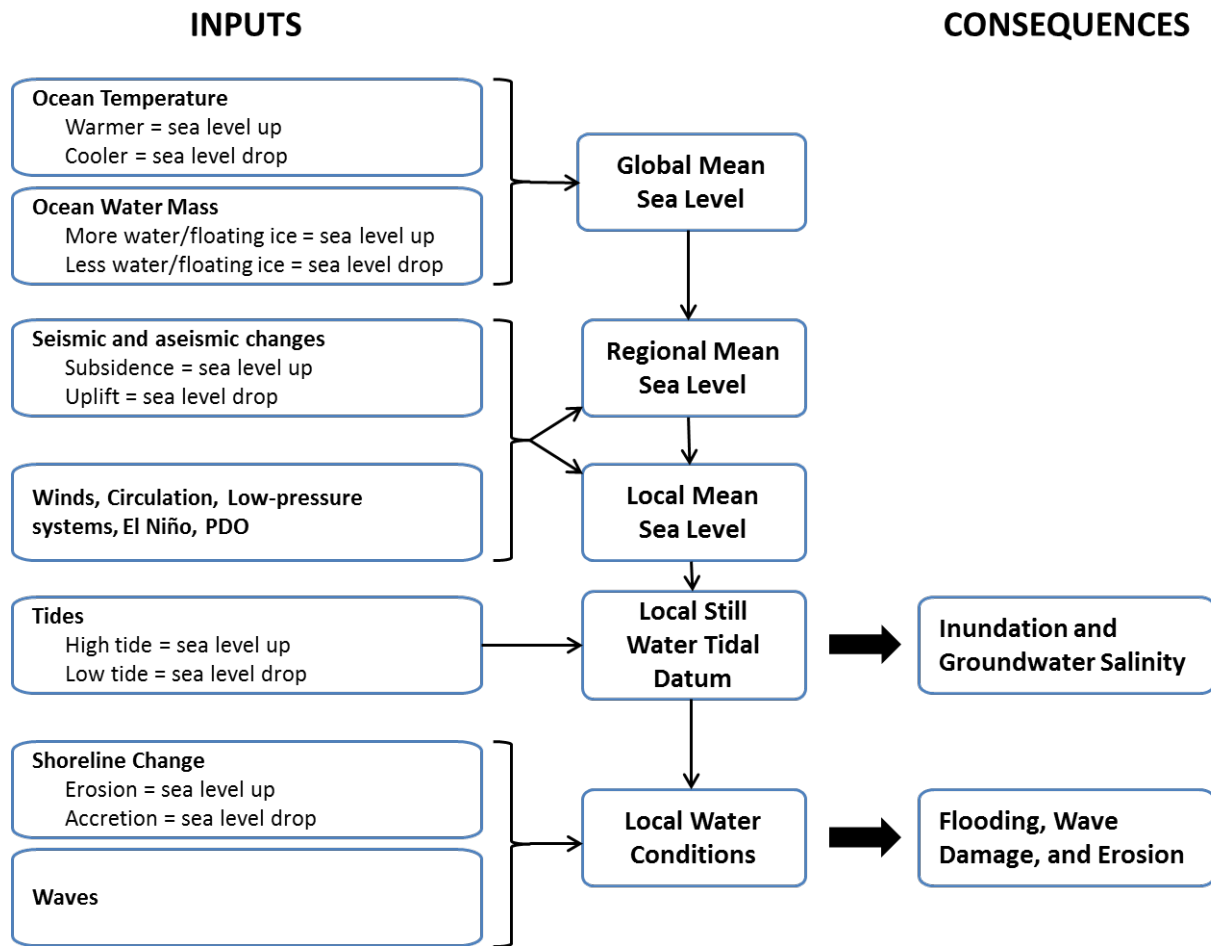 INPUTS
CONSEQUENCES
Ocean Temperature
Warmer = sea level up
Cooler = sea level drop
Ocean Water Mass
More water/floating ice = sea level up
Less water/floating ice = sea level drop
Global Mean
Sea Level
Seismic and aseismic changes
Subsidence = sea level up
Uplift = sea level drop
Regional Mean
Sea Level
Winds, Circulation, Low-pressure
systems, El Niño, PDO
Local Mean
Sea Level
Tides
High tide = sea level up
Low tide = sea level drop
Local Still
Water Tidal
Datum
Inundation and
Groundwater Salinity
Shoreline Change
Erosion = sea level up
Accretion = sea level drop
Waves
Local Water
Conditions
Flooding, Wave
Damage, and Erosion